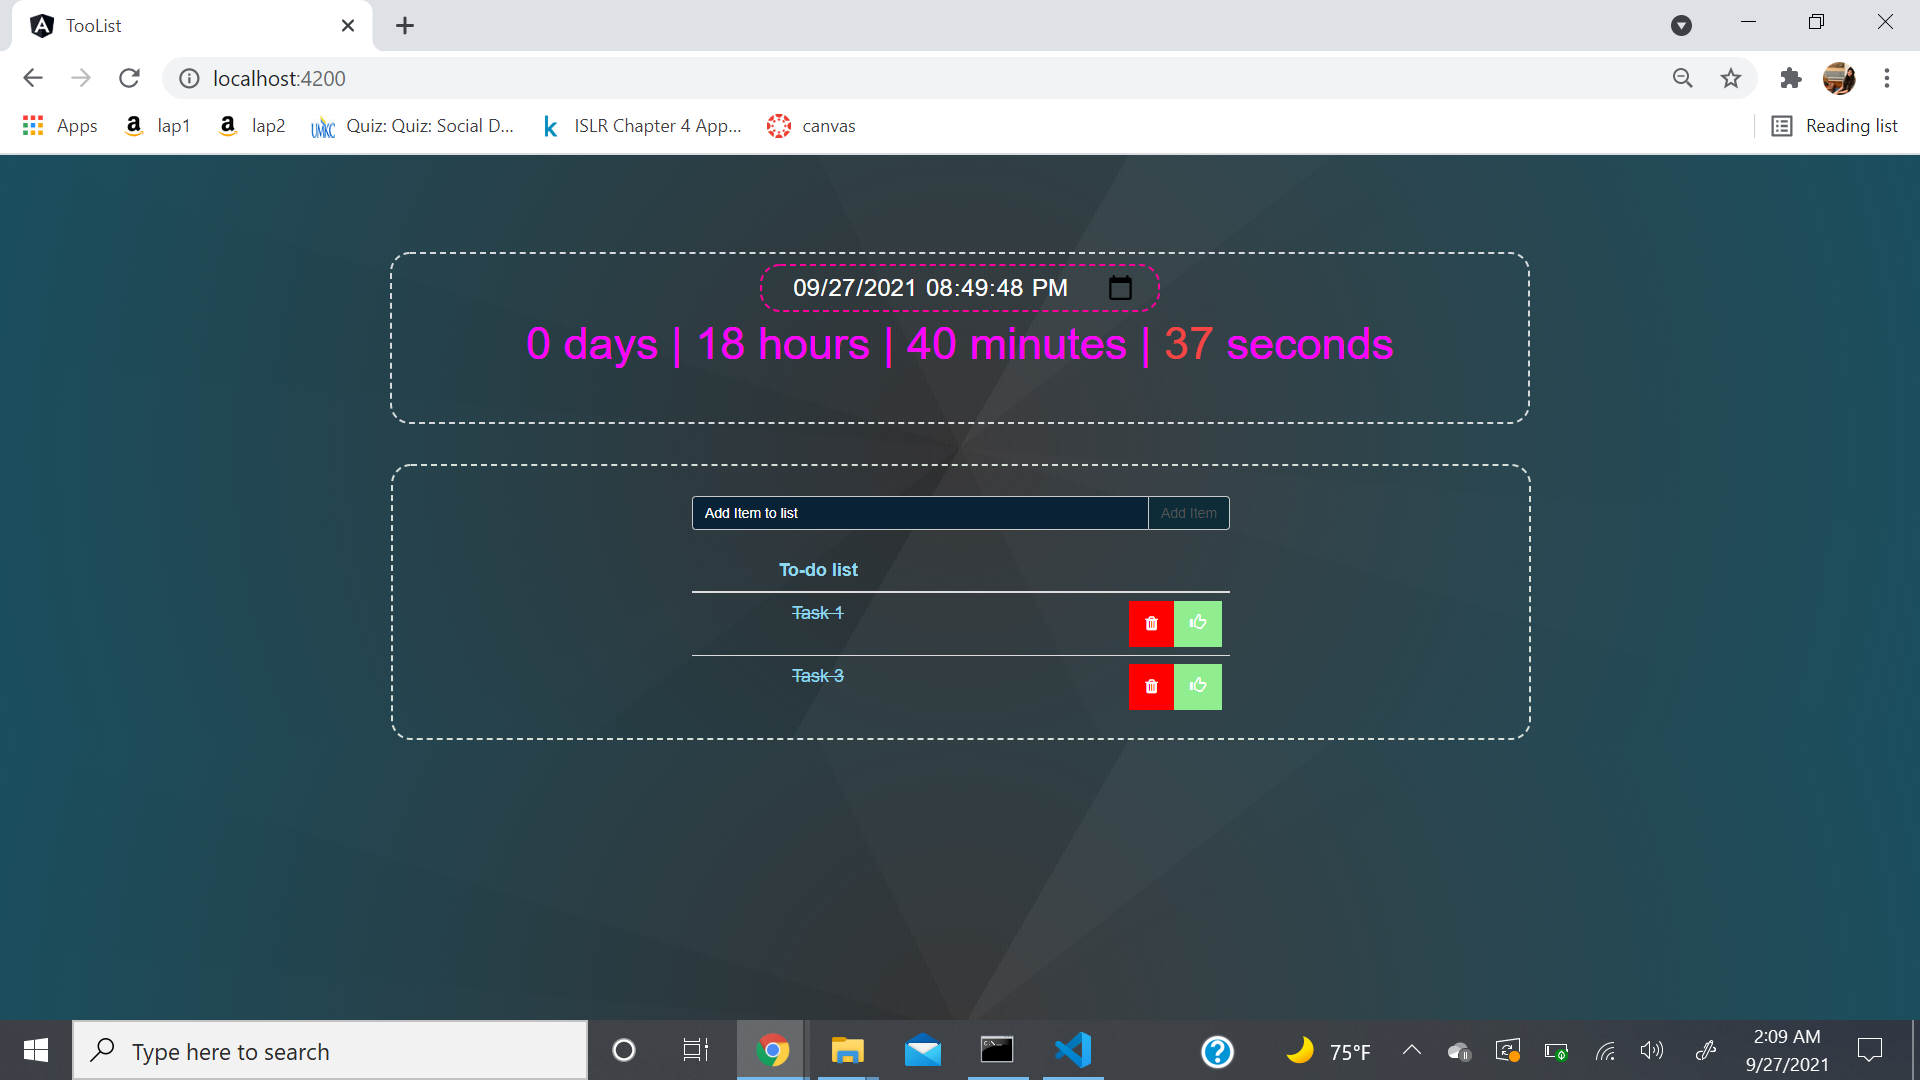 TooList
localhost:4200
Apps lap1 lap2 UMKC Quiz: Quiz: Social D... k ISLR Chapter 4 App... canvas Reading list
09/27/2021 08:49:48 PM
0 days | 18 hours | 40 minutes | 37 seconds
Add Item to list Add Item
To-do list
Task 1
Task 3
Type here to search 75°F 2:09 AM
9/27/2021